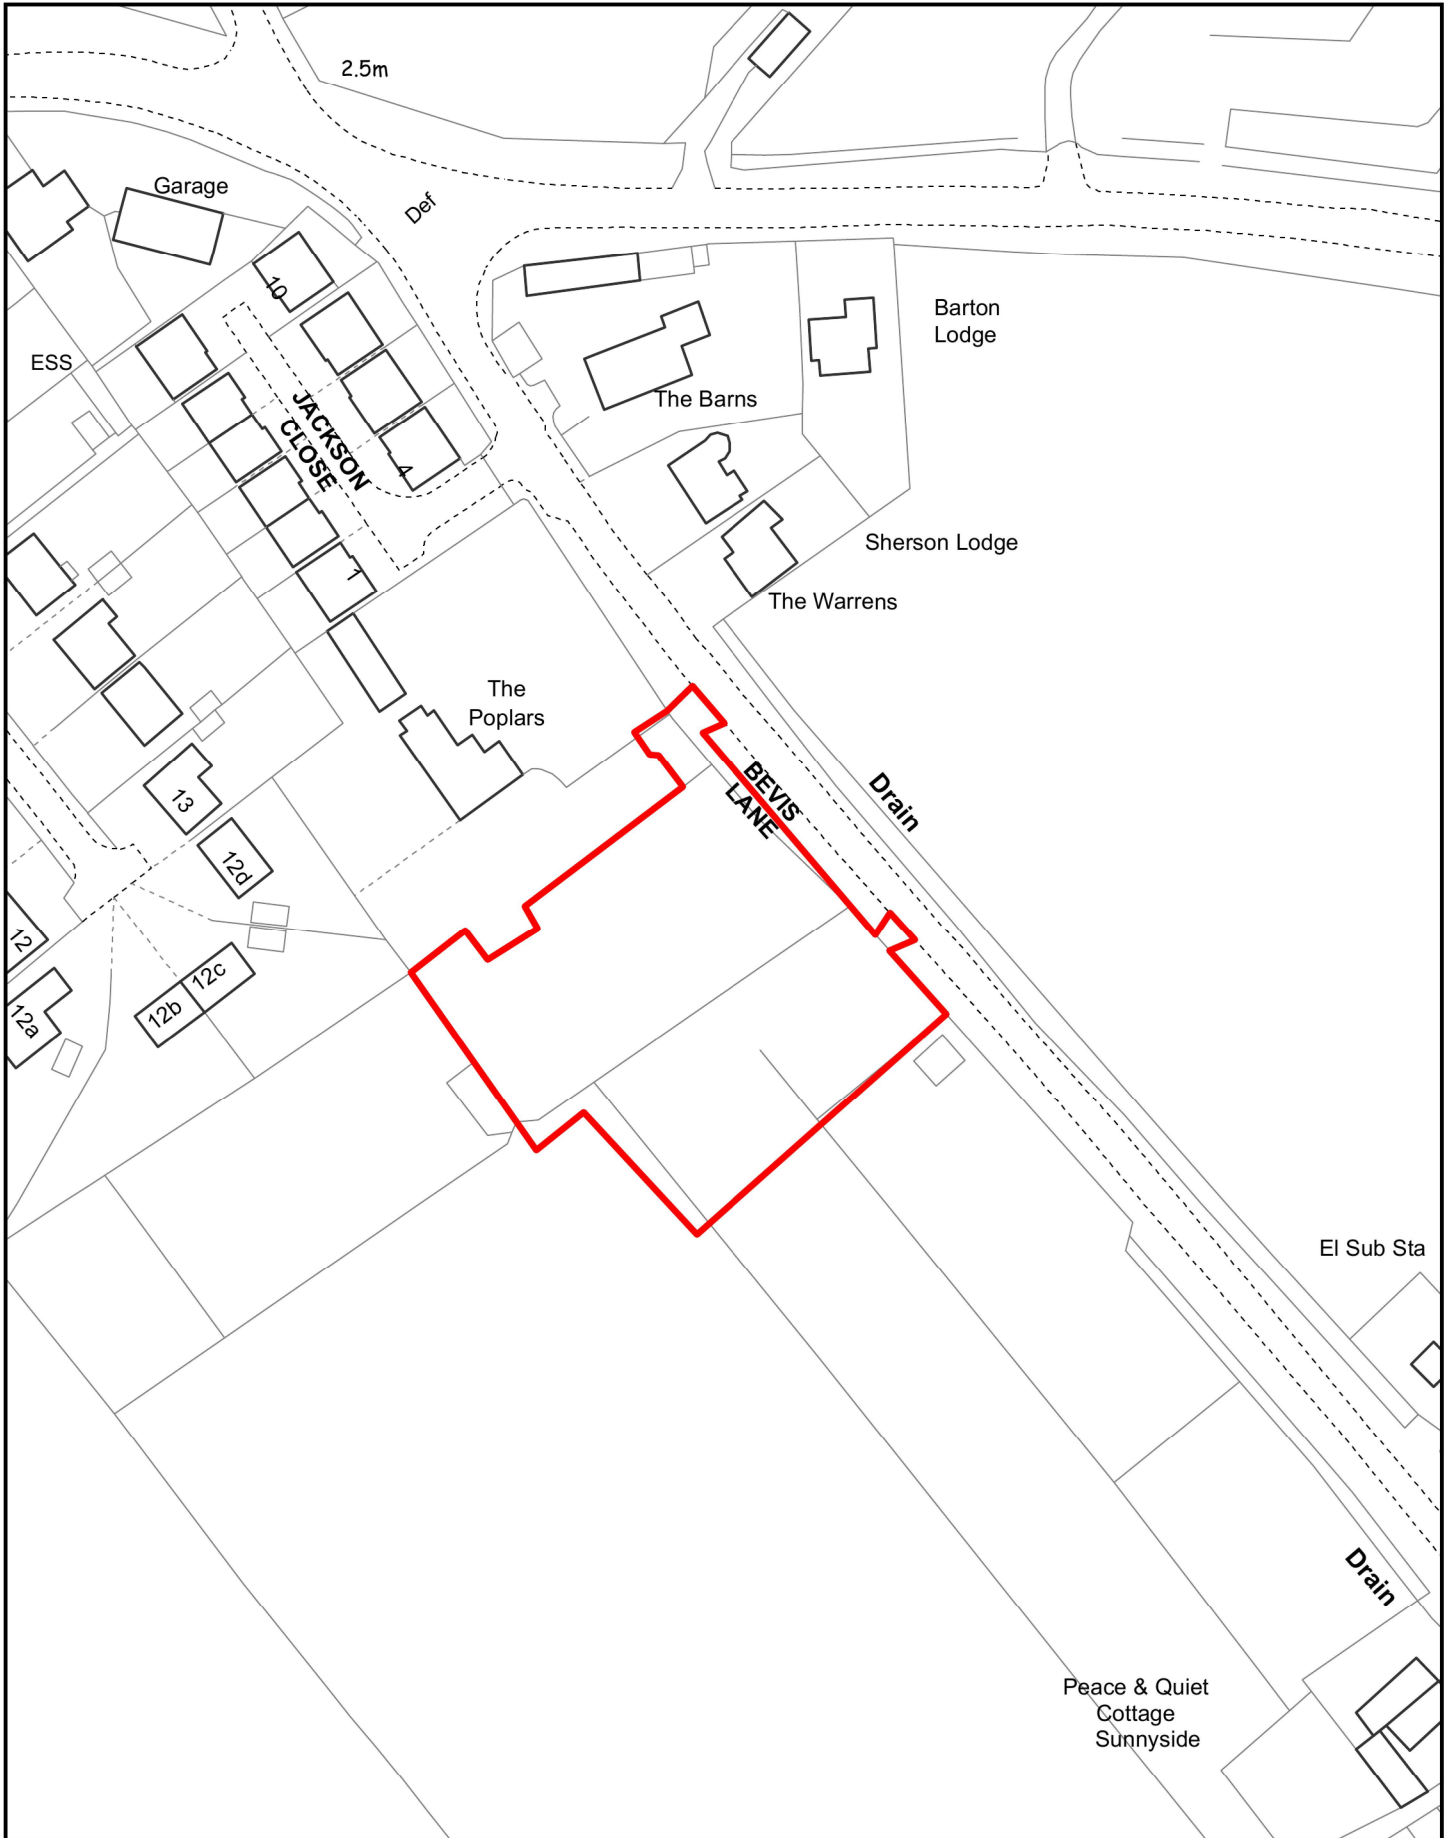 2.5m
Garage
Def
10
Barton
Lodge
ESS
The Barns
JACKSON
CLOSE
4
Sherson Lodge
1
The Warrens
The
Poplars
BEVIS
LANE
Drain
13
12d
12
12c
12b
12a
El Sub Sta
Drain
Peace & Quiet
Cottage
Sunnyside